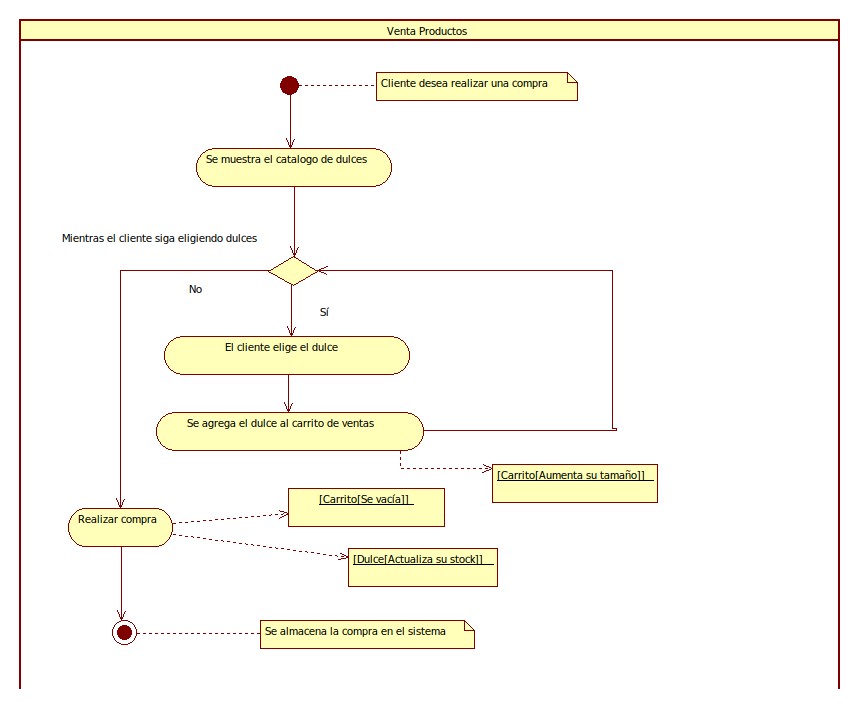 Venta Productos
Cliente desea realizar una compra
Se muestra el catalogo de dulces
Mientras el cliente siga eligiendo dulces
No
Sí
El cliente elige el dulce
Se agrega el dulce al carrito de ventas
[Carrito[Aumenta su tamaño]]
[Carrito[Se vacía]]
Realizar compra
[Dulce[Actualiza su stock]]
Se almacena la compra en el sistema